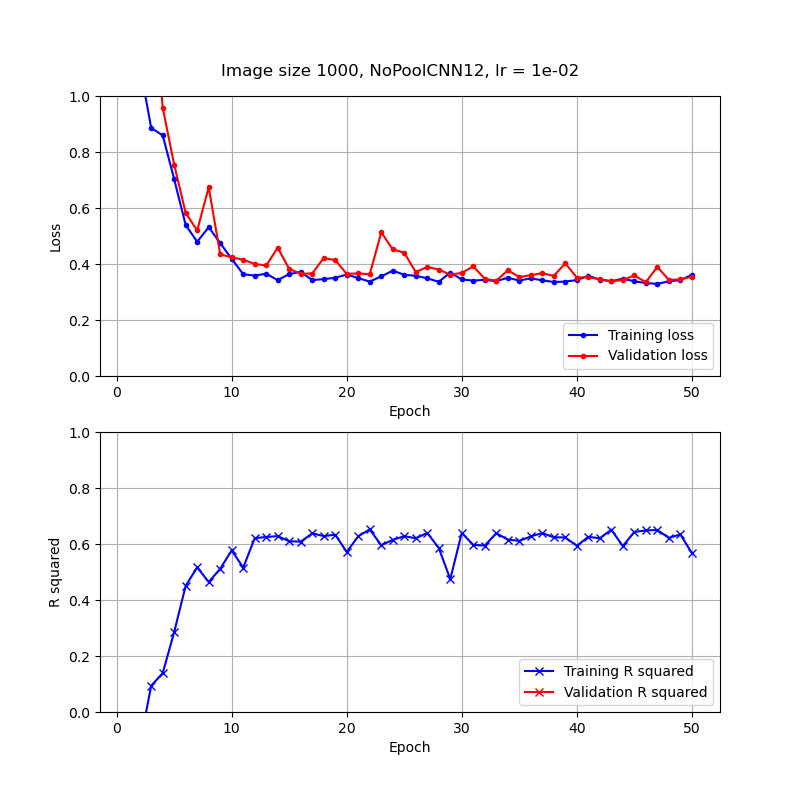 Image size 1000, NoPoolCNN12, lr = 1e-02
1.0
0.8
0.6
0.4
0.2
0.0
Loss
Training loss
Validation loss
0 10 20 30 40 50
Epoch
1.0
0.8
0.6
0.4
0.2
0.0
R squared
Training R squared
Validation R squared
0 10 20 30 40 50
Epoch